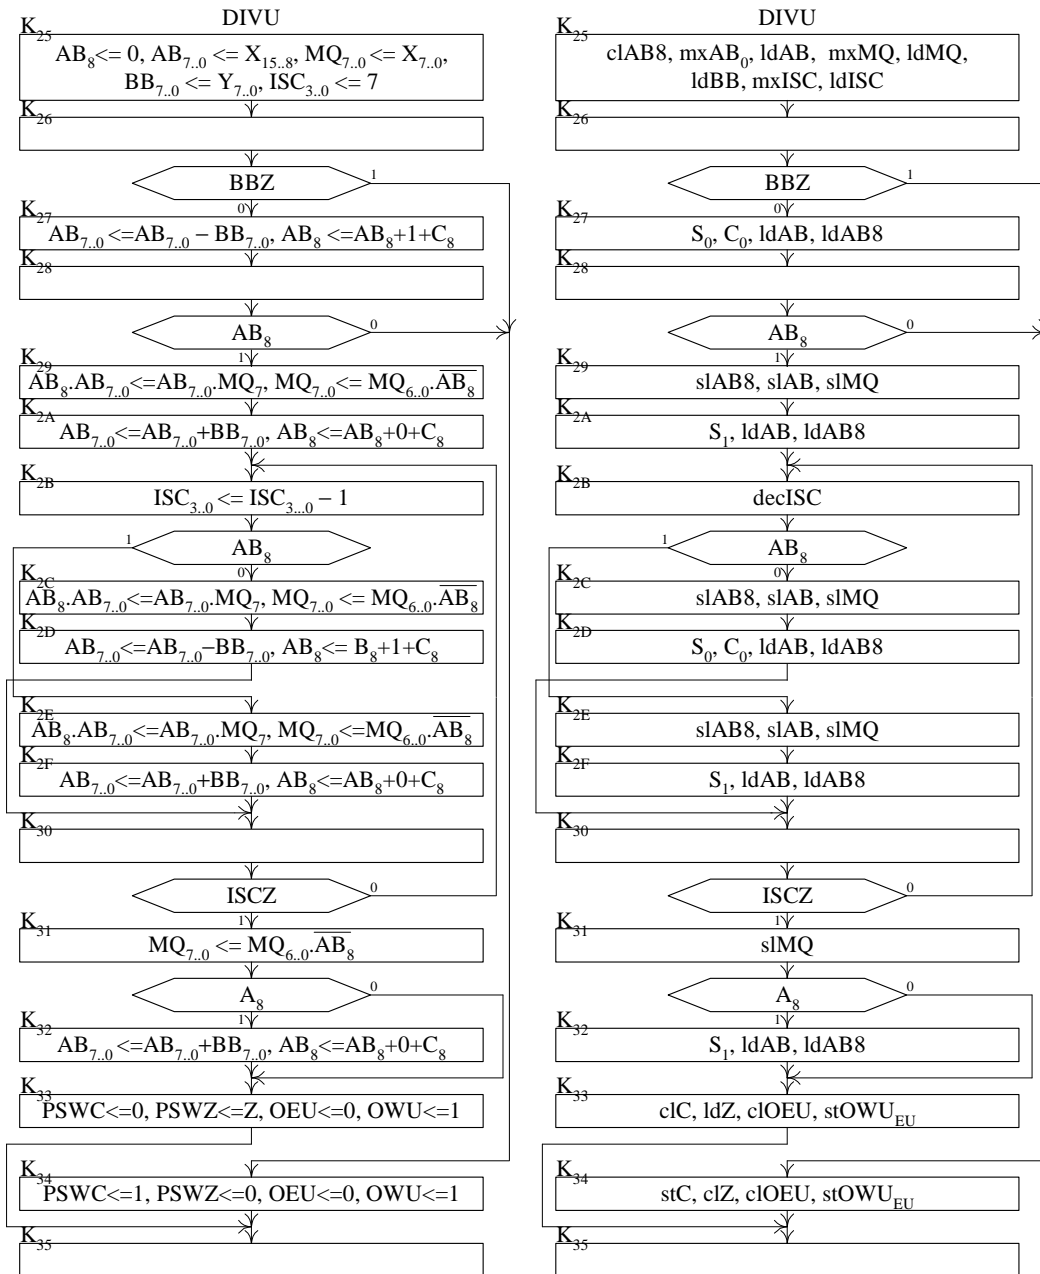 DIVU
K25
AB8<= 0, AB7..0 <= X15..8, MQ7..0 <= X7..0,
BB7..0 <= Y7..0, ISC3..0 <= 7
K26
BBZ
1
0
K27
AB7..0 <=AB7..0 − BB7..0, AB8 <=AB8+1+C8
K28
AB8
0
1
K29
AB8.AB7..0<=AB7..0.MQ7, MQ7..0<= MQ6..0.A̅B̅8̅
K2A
AB7..0<=AB7..0+BB7..0, AB8<=AB8+0+C8
K2B
ISC3..0 <= ISC3...0 − 1
1
AB8
0
K2C
AB8.AB7..0<=AB7..0.MQ7, MQ7..0 <= MQ6..0.A̅B̅8̅
K2D
AB7..0<=AB7..0−BB7..0, AB8<= B8+1+C8
K2E
AB8.AB7..0<=AB7..0.MQ7, MQ7..0<=MQ6..0.A̅B̅8̅
K2F
AB7..0<=AB7..0+BB7..0, AB8<=AB8+0+C8
K30
ISCZ
0
1
K31
MQ7..0 <= MQ6..0.A̅B̅8̅
A8
0
1
K32
AB7..0 <=AB7..0+BB7..0, AB8<=AB8+0+C8
K33
PSWC<=0, PSWZ<=Z, OEU<=0, OWU<=1
K34
PSWC<=1, PSWZ<=0, OEU<=0, OWU<=1
K35
DIVU
K25
clAB8, mxAB0, ldAB, mxMQ, ldMQ,
ldBB, mxISC, ldISC
K26
BBZ
1
0
K27
S0, C0, ldAB, ldAB8
K28
AB8
0
1
K29
slAB8, slAB, slMQ
K2A
S1, ldAB, ldAB8
K2B
decISC
1
AB8
0
K2C
slAB8, slAB, slMQ
K2D
S0, C0, ldAB, ldAB8
K2E
slAB8, slAB, slMQ
K2F
S1, ldAB, ldAB8
K30
ISCZ
0
1
K31
slMQ
A8
0
1
K32
S1, ldAB, ldAB8
K33
clC, ldZ, clOEU, stOWUEU
K34
stC, clZ, clOEU, stOWUEU
K35